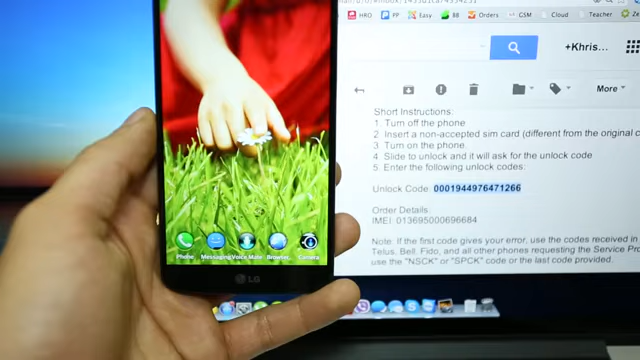 HRO PP Easy BB Orders GSM Cloud Teacher
+Khris...
More
Short Instructions:
1 Turn off the phone
2 Insert a non-accepted sim card (different from the original c
3 Turn on the phone.
4 Slide to unlock and it will ask for the unlock code
5 Enter the following unlock codes:
Unlock Code: 0001944976471266
Order Details:
IMEI: 013695000696684
Note: If the first code gives your error, use the codes received in
Telus, Bell, Fido, and all other phones requesting the Service Pro
use the "NSCK" or "SPCK" code or the last code provided.
Phone Messaging Voice Mate Browser Camera
LG